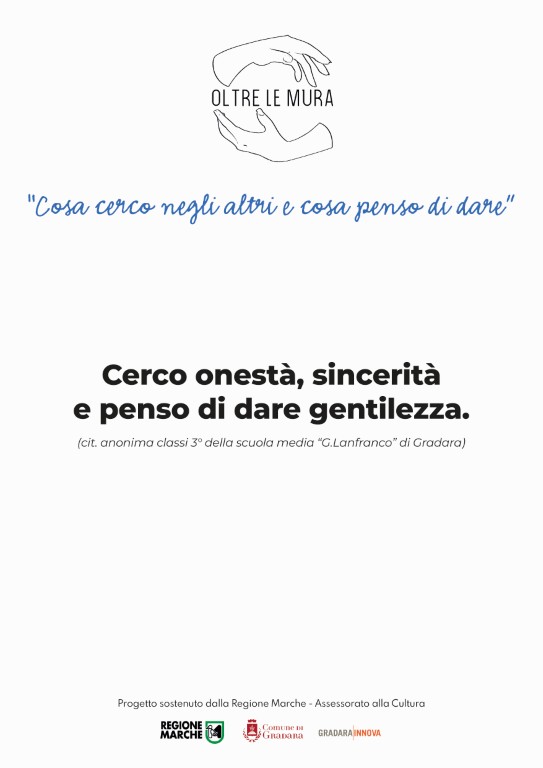 OLTRE LE MURA
"Cosa cerco negli altri e cosa penso di dare"
Cerco onestà, sincerità
e penso di dare gentilezza.
(cit. anonima classi 3° della scuola media “G.Lanfranco” di Gradara)
Progetto sostenuto dalla Regione Marche - Assessorato alla Cultura
REGIONE
MARCHE
Comune di
Gradara
GRADARA INNOVA